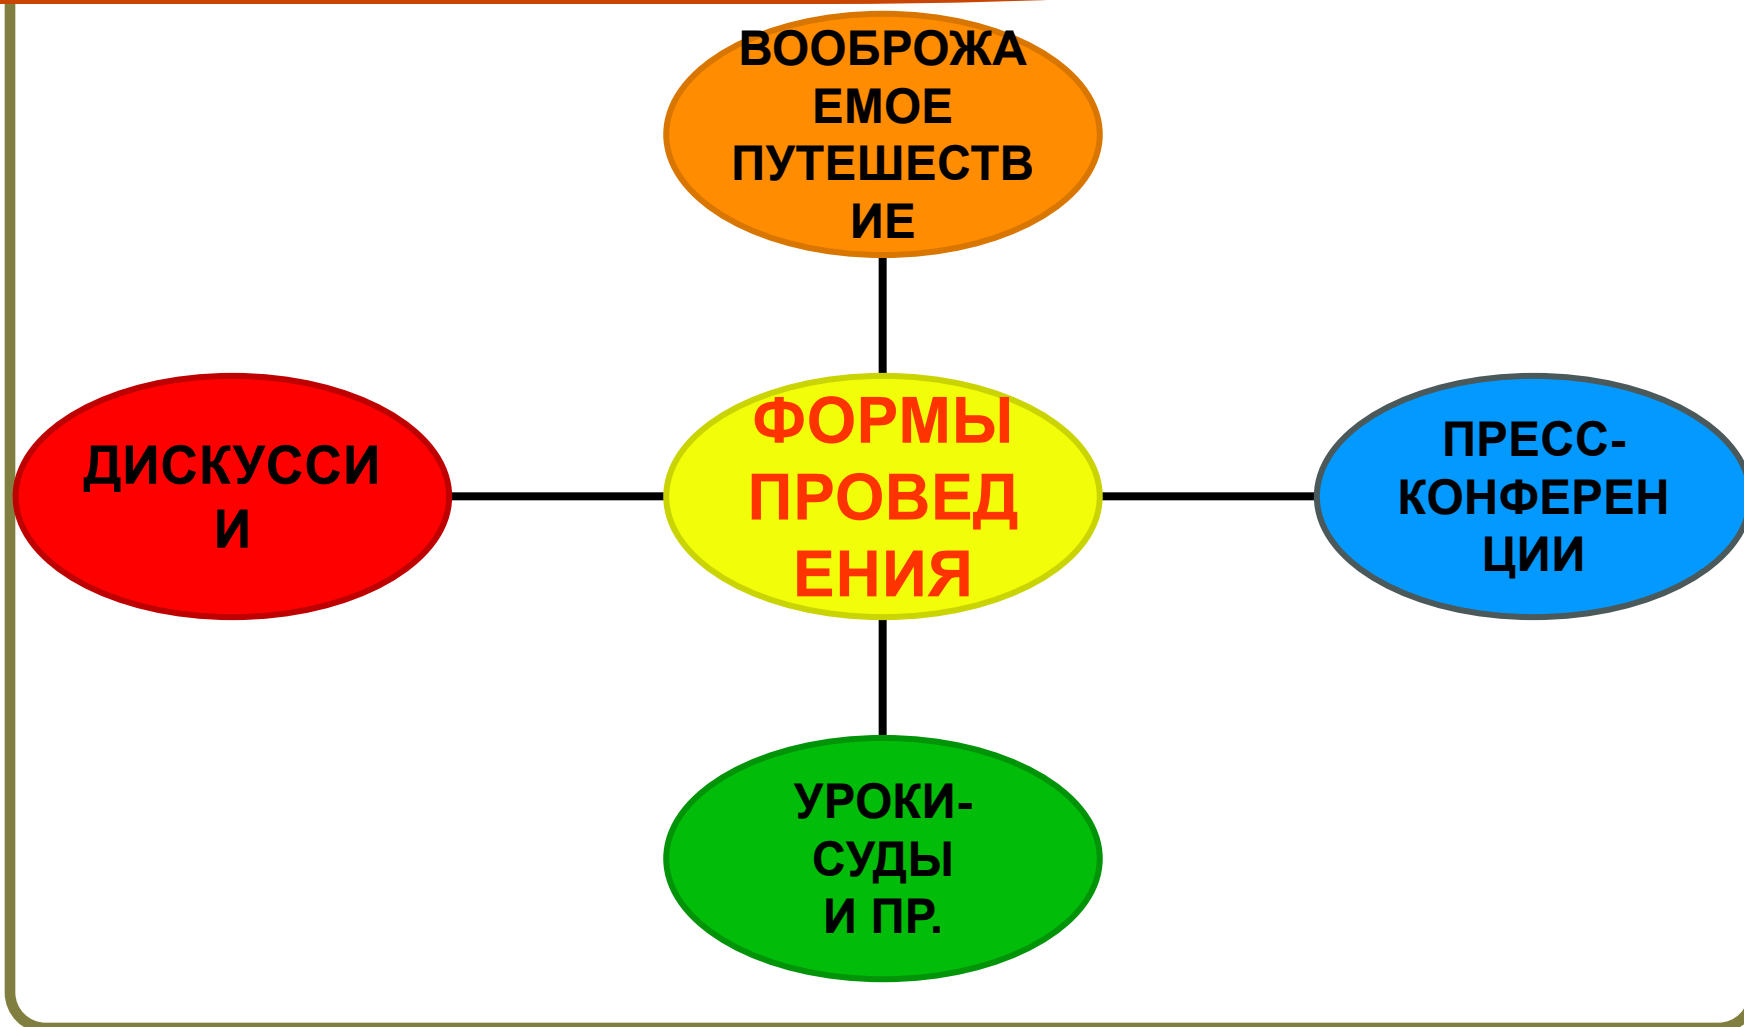 ВООБРОЖА
ЕМОЕ
ПУТЕШЕСТВ
ИЕ
ДИСКУССИ
И
ФОРМЫ
ПРОВЕД
ЕНИЯ
ПРЕСС-
КОНФЕРЕН
ЦИИ
УРОКИ-
СУДЫ
И ПР.